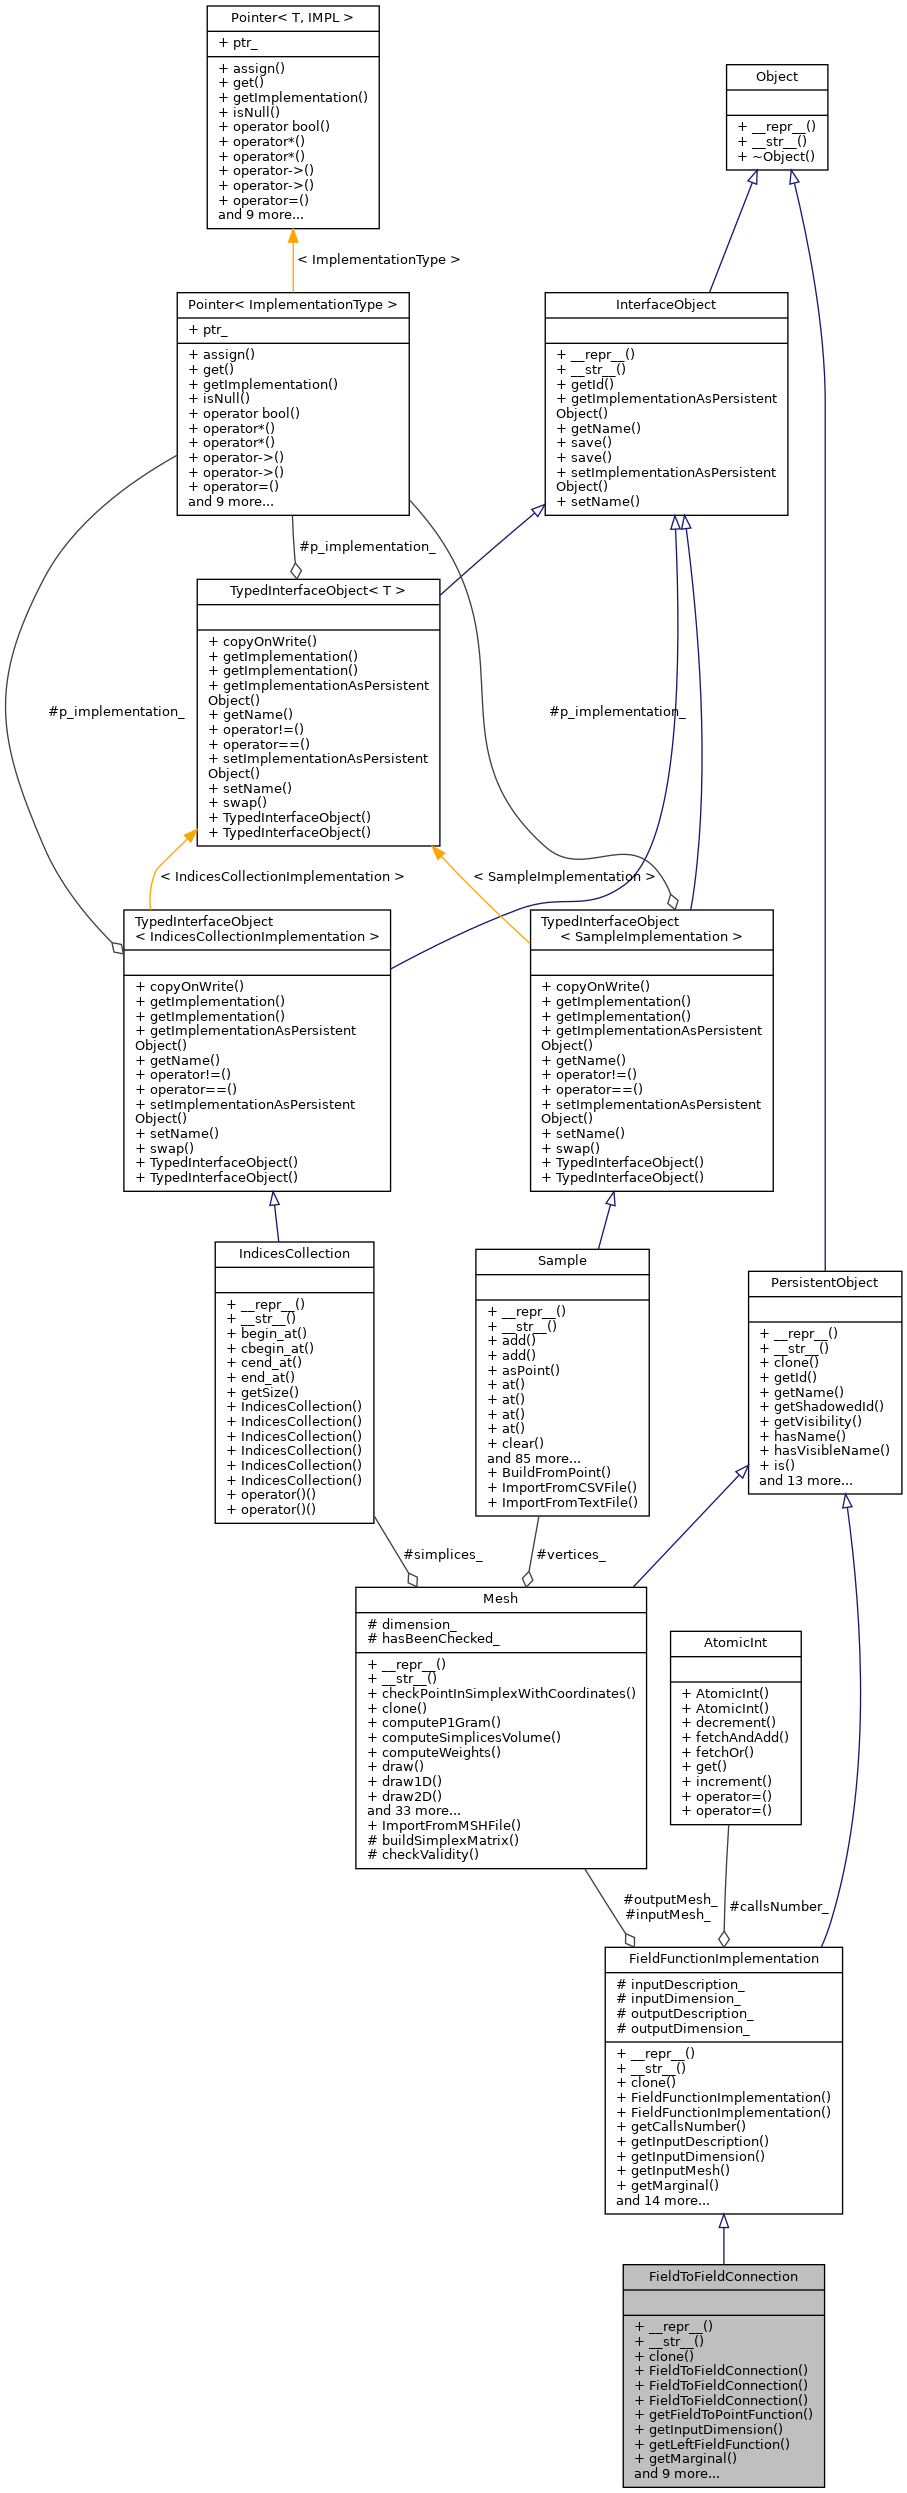 Pointer< T, IMPL >
+ ptr_
+ assign()
+ get()
+ getImplementation()
+ isNull()
+ operator bool()
+ operator*()
+ operator*()
+ operator->()
+ operator->()
+ operator=()
and 9 more...
Object
+ __repr__()
+ __str__()
+ ~Object()
< ImplementationType >
Pointer< ImplementationType >
+ ptr_
+ assign()
+ get()
+ getImplementation()
+ isNull()
+ operator bool()
+ operator*()
+ operator*()
+ operator->()
+ operator->()
+ operator=()
and 9 more...
InterfaceObject
+ __repr__()
+ __str__()
+ getId()
+ getImplementationAsPersistent
Object()
+ getName()
+ save()
+ save()
+ setImplementationAsPersistent
Object()
+ setName()
#p_implementation_
TypedInterfaceObject< T >
+ copyOnWrite()
+ getImplementation()
+ getImplementation()
+ getImplementationAsPersistent
Object()
+ getName()
+ operator!=()
+ operator==()
+ setImplementationAsPersistent
Object()
+ setName()
+ swap()
+ TypedInterfaceObject()
+ TypedInterfaceObject()
#p_implementation_
#p_implementation_
< IndicesCollectionImplementation >
< SampleImplementation >
TypedInterfaceObject
< IndicesCollectionImplementation >
+ copyOnWrite()
+ getImplementation()
+ getImplementation()
+ getImplementationAsPersistent
Object()
+ getName()
+ operator!=()
+ operator==()
+ setImplementationAsPersistent
Object()
+ setName()
+ swap()
+ TypedInterfaceObject()
+ TypedInterfaceObject()
TypedInterfaceObject
< SampleImplementation >
+ copyOnWrite()
+ getImplementation()
+ getImplementation()
+ getImplementationAsPersistent
Object()
+ getName()
+ operator!=()
+ operator==()
+ setImplementationAsPersistent
Object()
+ setName()
+ swap()
+ TypedInterfaceObject()
+ TypedInterfaceObject()
IndicesCollection
+ __repr__()
+ __str__()
+ begin_at()
+ cbegin_at()
+ cend_at()
+ end_at()
+ getSize()
+ IndicesCollection()
+ IndicesCollection()
+ IndicesCollection()
+ IndicesCollection()
+ IndicesCollection()
+ IndicesCollection()
+ operator()()
+ operator()()
Sample
+ __repr__()
+ __str__()
+ add()
+ add()
+ asPoint()
+ at()
+ at()
+ at()
+ at()
+ clear()
and 85 more...
+ BuildFromPoint()
+ ImportFromCSVFile()
+ ImportFromTextFile()
PersistentObject
+ __repr__()
+ __str__()
+ clone()
+ getId()
+ getName()
+ getShadowedId()
+ getVisibility()
+ hasName()
+ hasVisibleName()
+ is()
and 13 more...
#simplices_
#vertices_
Mesh
# dimension_
# hasBeenChecked_
+ __repr__()
+ __str__()
+ checkPointInSimplexWithCoordinates()
+ clone()
+ computeP1Gram()
+ computeSimplicesVolume()
+ computeWeights()
+ draw()
+ draw1D()
+ draw2D()
and 33 more...
+ ImportFromMSHFile()
# buildSimplexMatrix()
# checkValidity()
AtomicInt
+ AtomicInt()
+ AtomicInt()
+ decrement()
+ fetchAndAdd()
+ fetchOr()
+ get()
+ increment()
+ operator=()
+ operator=()
#outputMesh_
#inputMesh_
#callsNumber_
FieldFunctionImplementation
# inputDescription_
# inputDimension_
# outputDescription_
# outputDimension_
+ __repr__()
+ __str__()
+ clone()
+ FieldFunctionImplementation()
+ FieldFunctionImplementation()
+ getCallsNumber()
+ getInputDescription()
+ getInputDimension()
+ getInputMesh()
+ getMarginal()
and 14 more...
FieldToFieldConnection
+ __repr__()
+ __str__()
+ clone()
+ FieldToFieldConnection()
+ FieldToFieldConnection()
+ FieldToFieldConnection()
+ getFieldToPointFunction()
+ getInputDimension()
+ getLeftFieldFunction()
+ getMarginal()
and 9 more...